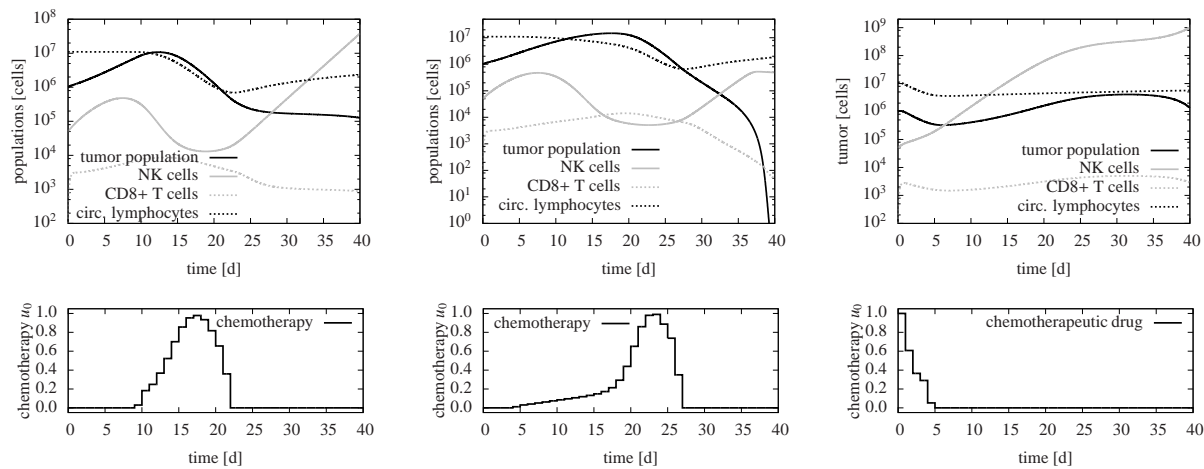 populations [cells]
10^8
10^7
10^6
10^5
10^4
10^3
10^2
tumor population
NK cells
CD8+ T cells
circ. lymphocytes
0 5 10 15 20 25 30 35 40
time [d]
populations [cells]
10^7
10^6
10^5
10^4
10^3
10^2
10^1
10^0
tumor population
NK cells
CD8+ T cells
circ. lymphocytes
0 5 10 15 20 25 30 35 40
time [d]
tumor [cells]
10^9
10^8
10^7
10^6
10^5
10^4
10^3
10^2
tumor population
NK cells
CD8+ T cells
circ. lymphocytes
0 5 10 15 20 25 30 35 40
time [d]
chemotherapy u_0
1.0
0.8
0.6
0.4
0.2
0.0
chemotherapy
0 5 10 15 20 25 30 35 40
time [d]
chemotherapy u_0
1.0
0.8
0.6
0.4
0.2
0.0
chemotherapy
0 5 10 15 20 25 30 35 40
time [d]
chemotherapy u_0
1.0
0.8
0.6
0.4
0.2
0.0
chemotherapeutic drug
0 5 10 15 20 25 30 35 40
time [d]